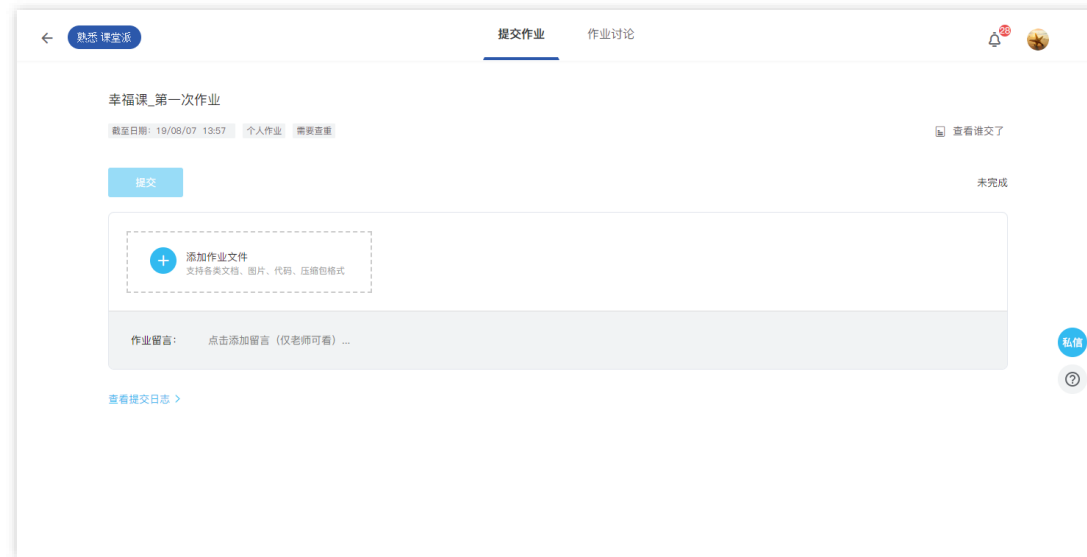 熟悉 课堂派
提交作业
作业讨论
28
幸福课_第一次作业
截至日期：19/08/07 13:57
个人作业
需要查重
查看谁交了
提交
未完成
添加作业文件
支持各类文档、图片、代码、压缩包格式
作业留言：
点击添加留言（仅老师可看）...
私信
查看提交日志